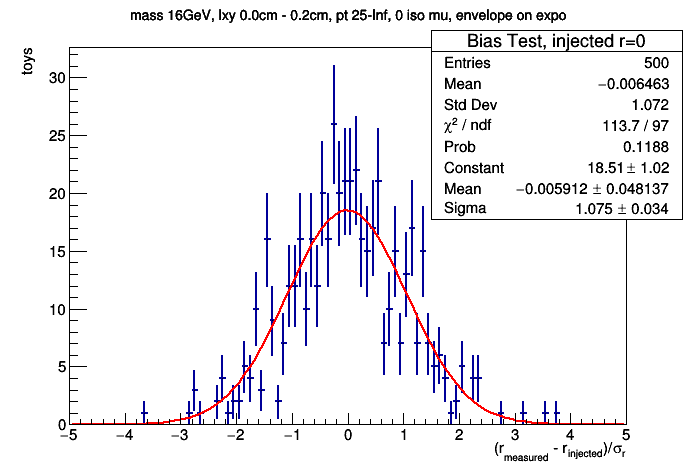 mass 16GeV, lxy 0.0cm - 0.2cm, pt 25-Inf, 0 iso mu, envelope on expo
Bias Test, injected r=0
Entries 500
Mean −0.006463
Std Dev 1.072
χ² / ndf 113.7 / 97
Prob 0.1188
Constant 18.51 ± 1.02
Mean −0.005912 ± 0.048137
Sigma 1.075 ± 0.034
toys
30
25
20
15
10
5
0
−5 −4 −3 −2 −1 0 1 2 3 4 5
(r_measured - r_injected)/σ_r